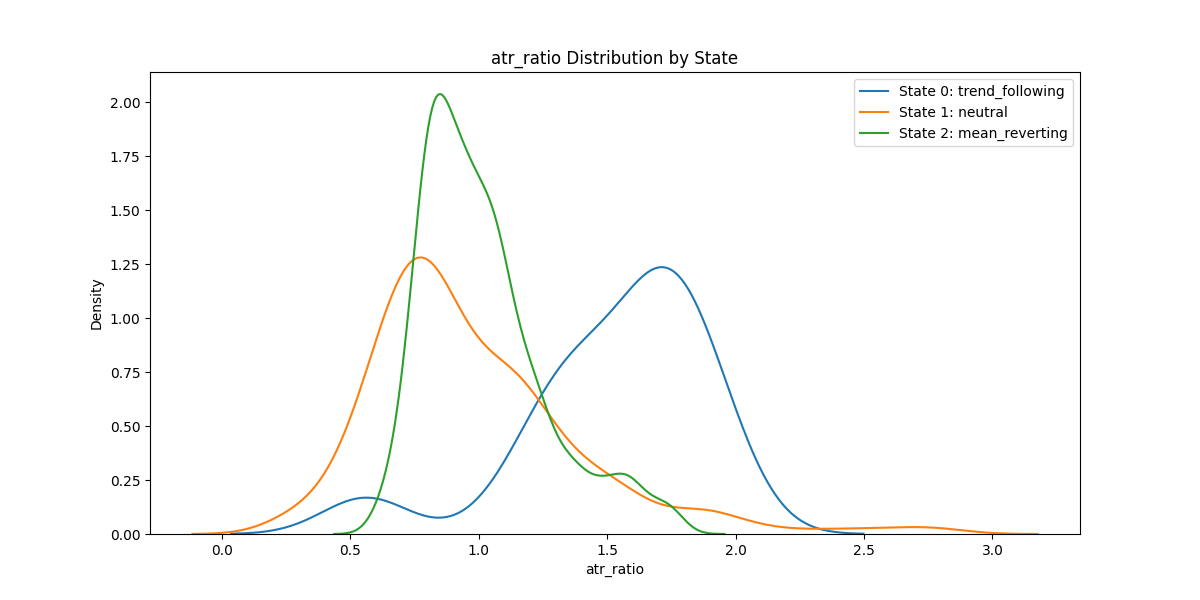 atr_ratio Distribution by State
State 0: trend_following
State 1: neutral
State 2: mean_reverting
2.00
1.75
1.50
1.25
1.00
0.75
0.50
0.25
0.00
Density
0.0 0.5 1.0 1.5 2.0 2.5 3.0
atr_ratio